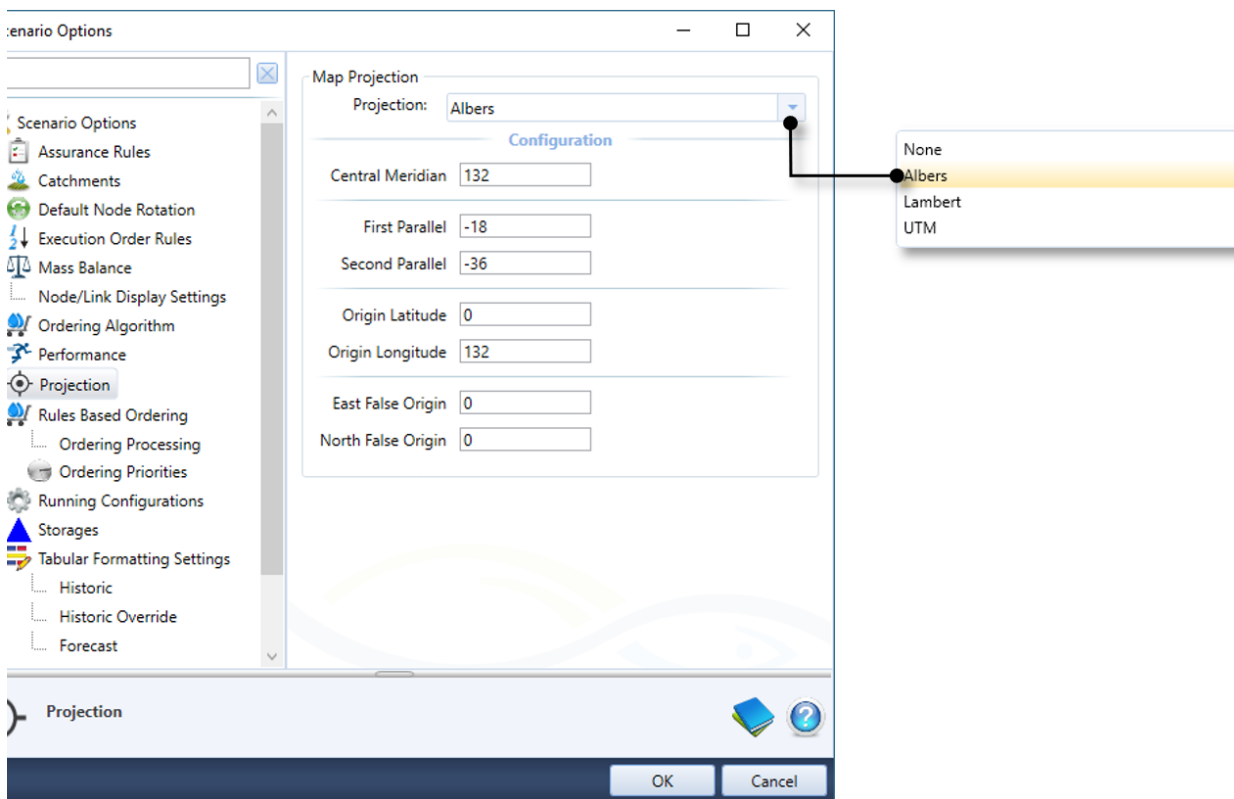 cenario Options
Scenario Options
Assurance Rules
Catchments
Default Node Rotation
Execution Order Rules
Mass Balance
Node/Link Display Settings
Ordering Algorithm
Performance
Projection
Rules Based Ordering
Ordering Processing
Ordering Priorities
Running Configurations
Storages
Tabular Formatting Settings
Historic
Historic Override
Forecast
Map Projection
Projection: Albers
Configuration
Central Meridian 132
First Parallel -18
Second Parallel -36
Origin Latitude 0
Origin Longitude 132
East False Origin 0
North False Origin 0
None
Albers
Lambert
UTM
Projection
OK Cancel